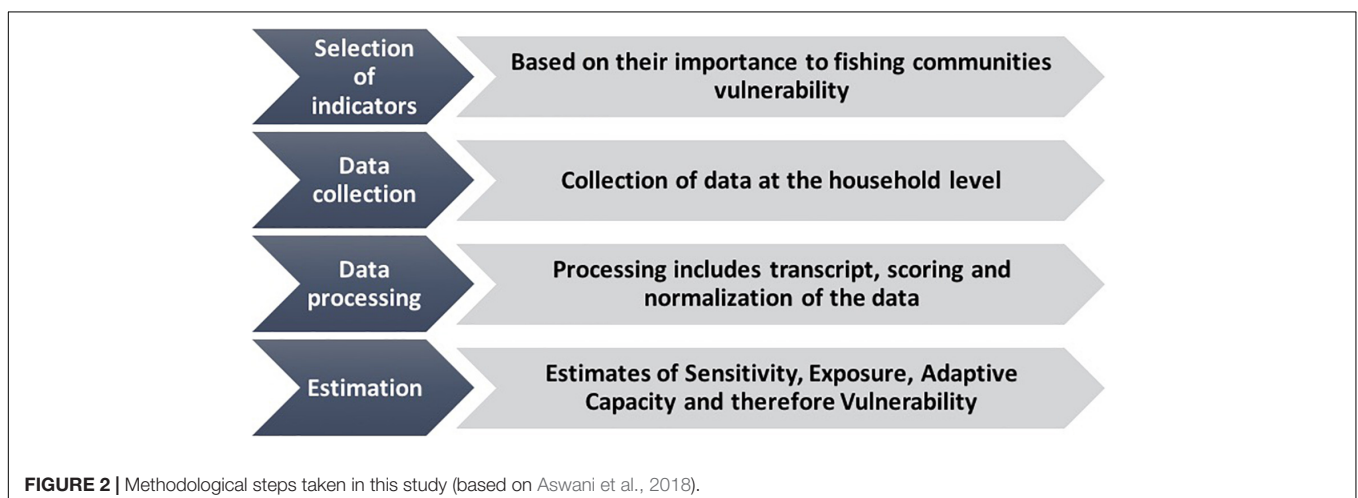 Selection
of
indicators
Based on their importance to fishing communities
vulnerability
Data
collection
Collection of data at the household level
Data
processing
Processing includes transcript, scoring and
normalization of the data
Estimation
Estimates of Sensitivity, Exposure, Adaptive
Capacity and therefore Vulnerability
FIGURE 2 | Methodological steps taken in this study (based on Aswani et al., 2018).